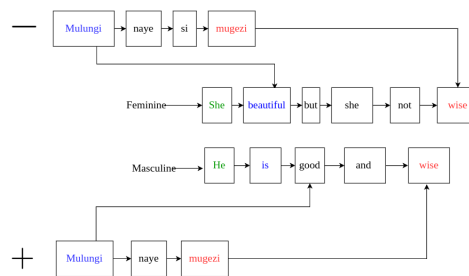 — Mulungi naye si mugezi
Feminine She beautiful but she not wise
Masculine He is good and wise
+ Mulungi naye mugezi